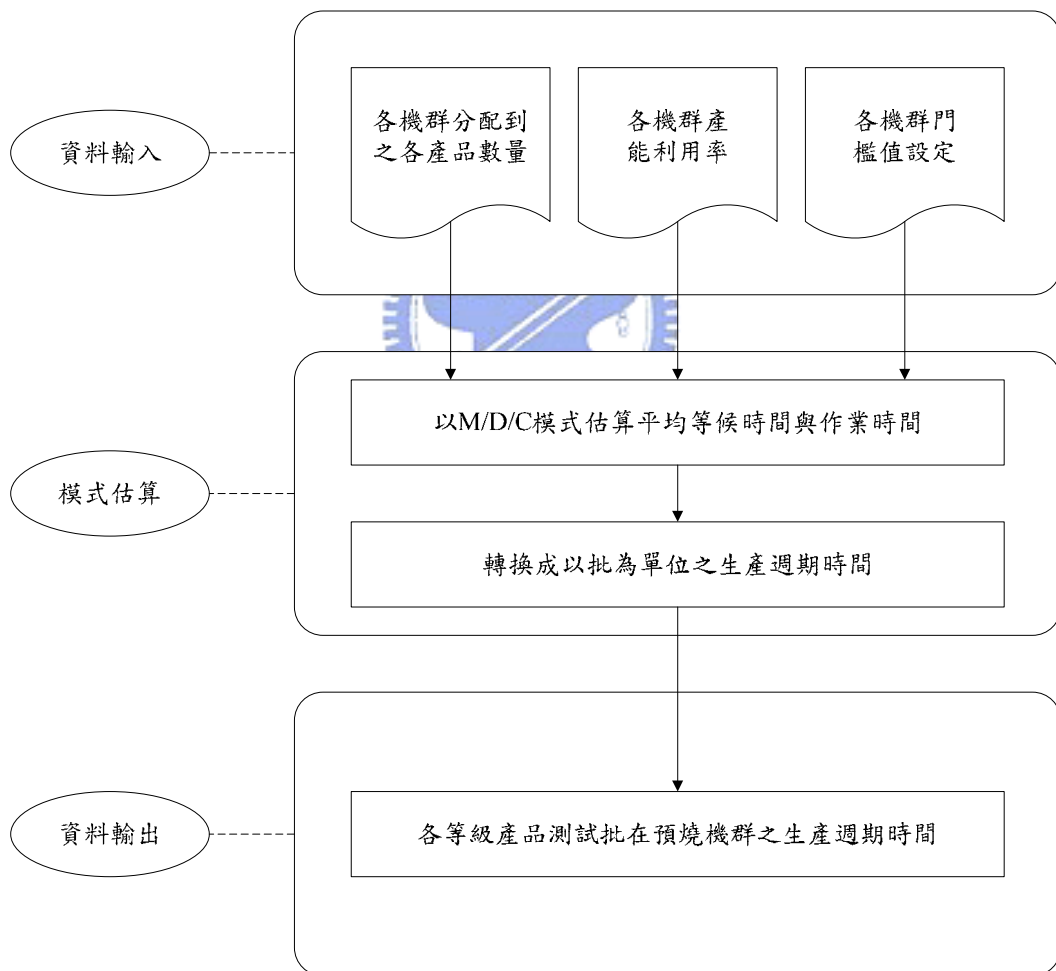 資料輸入
各機群分配到
之各產品數量
各機群產
能利用率
各機群門
檻值設定
模式估算
以M/D/C模式估算平均等候時間與作業時間
轉換成以批為單位之生產週期時間
資料輸出
各等級產品測試批在預燒機群之生產週期時間